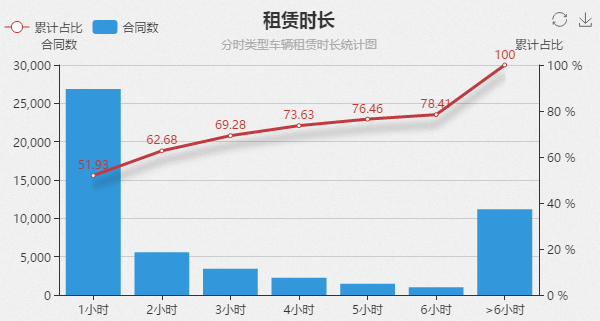 租赁时长
累计占比 合同数
分时类型车辆租赁时长统计图
合同数 累计占比
30,000 100 100 %
25,000 80 %
20,000 60 %
15,000 40 %
10,000 20 %
5,000 0 %
0
51.93 62.68 69.28 73.63 76.46 78.41
1小时 2小时 3小时 4小时 5小时 6小时 >6小时